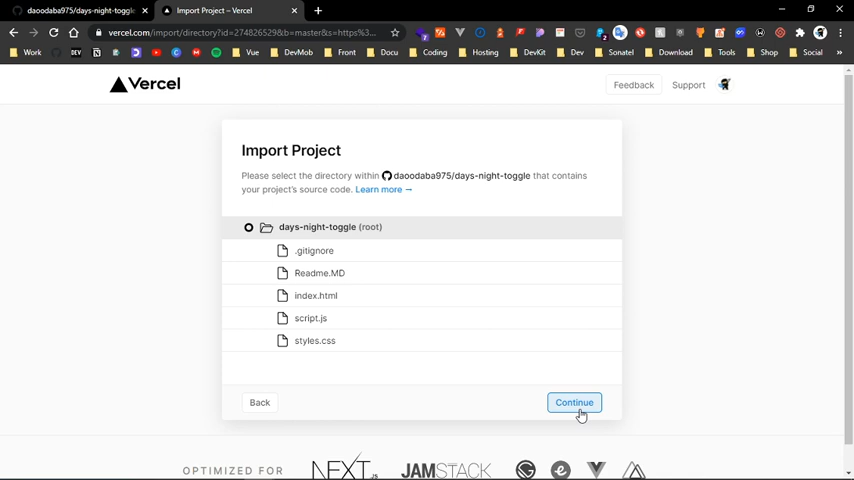 daoodaba975/days-night-toggle
Import Project – Vercel
vercel.com/import/directory?id=274826529&b=master&s=https%3...
Work
DEV
Vue
DevMob
Front
Docu
Coding
Hosting
DevKit
Dev
Sonatel
Download
Tools
Shop
Social
Vercel
Feedback
Support
Import Project
Please select the directory within daoodaba975/days-night-toggle that contains
your project's source code. Learn more →
days-night-toggle (root)
.gitignore
Readme.MD
index.html
script.js
styles.css
Back
Continue
OPTIMIZED FOR
NEXT.JS
JAMSTACK